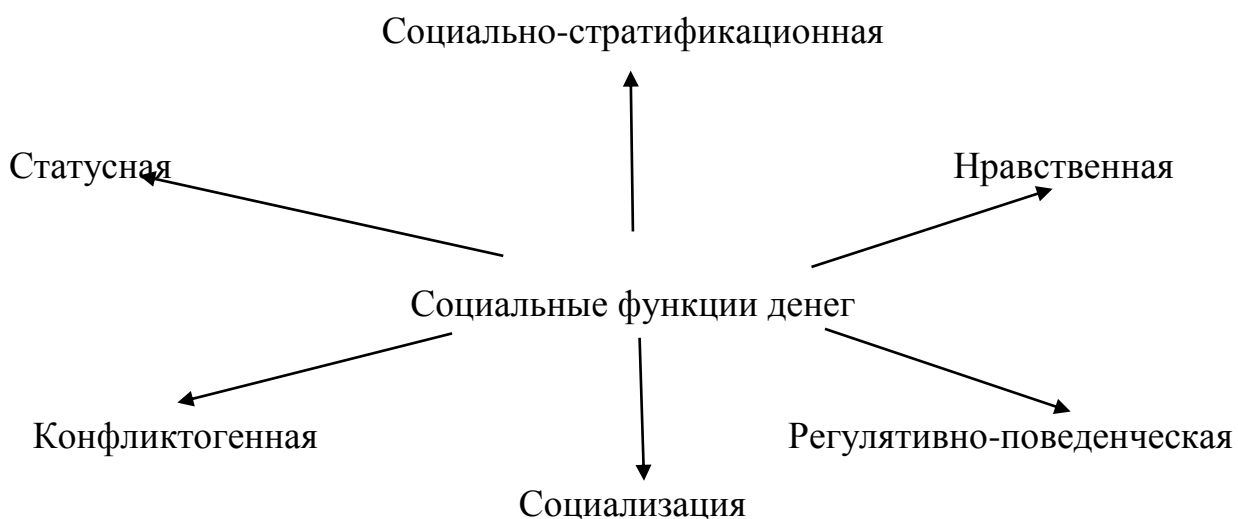 Социально-стратификационная
Статусная
Нравственная
Социальные функции денег
Конфликтогенная
Регулятивно-поведенческая
Социализация